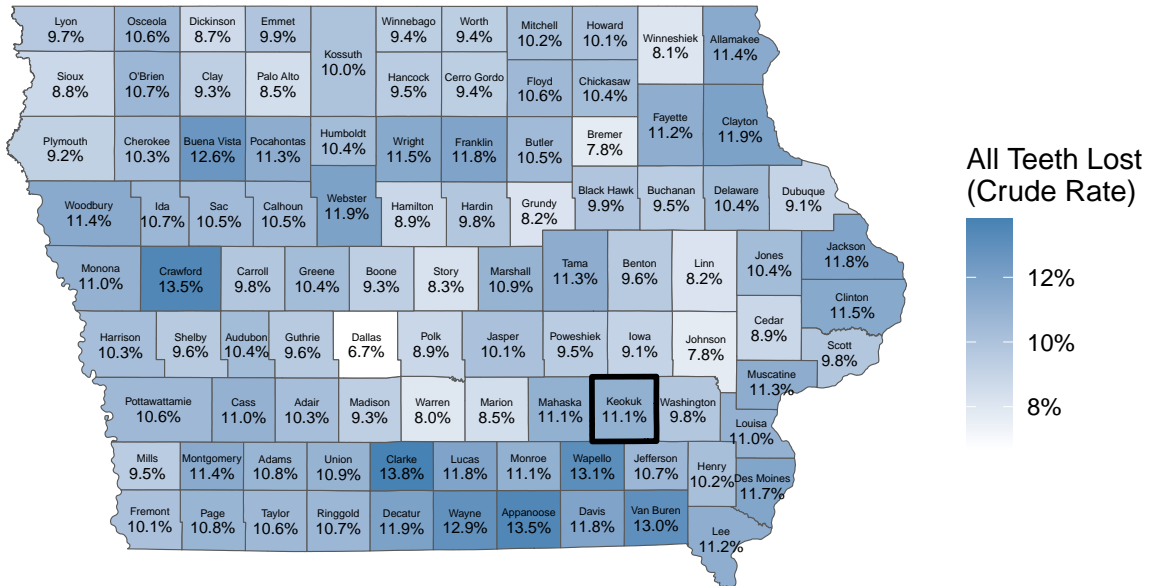 Lyon
9.7%
Osceola
10.6%
Dickinson
8.7%
Emmet
9.9%
Winnebago
9.4%
Worth
9.4%
Mitchell
10.2%
Howard
10.1%
Winneshiek
8.1%
Allamakee
11.4%
Kossuth
10.0%
Sioux
8.8%
O'Brien
10.7%
Clay
9.3%
Palo Alto
8.5%
Hancock
9.5%
Cerro Gordo
9.4%
Floyd
10.6%
Chickasaw
10.4%
Fayette
11.2%
Clayton
11.9%
Plymouth
9.2%
Cherokee
10.3%
Buena Vista
12.6%
Pocahontas
11.3%
Humboldt
10.4%
Wright
11.5%
Franklin
11.8%
Butler
10.5%
Bremer
7.8%
Woodbury
11.4%
Ida
10.7%
Sac
10.5%
Calhoun
10.5%
Webster
11.9%
Hamilton
8.9%
Hardin
9.8%
Grundy
8.2%
Black Hawk
9.9%
Buchanan
9.5%
Delaware
10.4%
Dubuque
9.1%
Monona
11.0%
Crawford
13.5%
Carroll
9.8%
Greene
10.4%
Boone
9.3%
Story
8.3%
Marshall
10.9%
Tama
11.3%
Benton
9.6%
Linn
8.2%
Jones
10.4%
Jackson
11.8%
Clinton
11.5%
Harrison
10.3%
Shelby
9.6%
Audubon
10.4%
Guthrie
9.6%
Dallas
6.7%
Polk
8.9%
Jasper
10.1%
Poweshiek
9.5%
Iowa
9.1%
Johnson
7.8%
Cedar
8.9%
Scott
9.8%
Muscatine
11.3%
Pottawattamie
10.6%
Cass
11.0%
Adair
10.3%
Madison
9.3%
Warren
8.0%
Marion
8.5%
Mahaska
11.1%
Keokuk
11.1%
Washington
9.8%
Louisa
11.0%
Mills
9.5%
Montgomery
11.4%
Adams
10.8%
Union
10.9%
Clarke
13.8%
Lucas
11.8%
Monroe
11.1%
Wapello
13.1%
Jefferson
10.7%
Henry
10.2%
Des Moines
11.7%
Fremont
10.1%
Page
10.8%
Taylor
10.6%
Ringgold
10.7%
Decatur
11.9%
Wayne
12.9%
Appanoose
13.5%
Davis
11.8%
Van Buren
13.0%
Lee
11.2%
All Teeth Lost
(Crude Rate)
12%
10%
8%